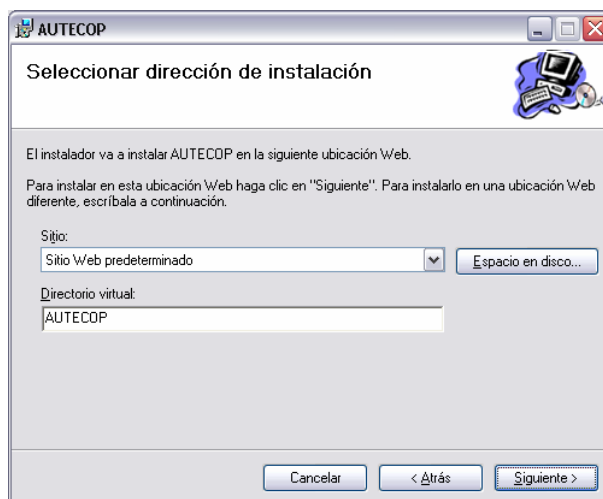 AUTECOP
Seleccionar dirección de instalación
El instalador va a instalar AUTECOP en la siguiente ubicación Web.
Para instalar en esta ubicación Web haga clic en "Siguiente". Para instalarlo en una ubicación Web
diferente, escríbala a continuación.
Sitio:
Sitio Web predeterminado
Espacio en disco...
Directorio virtual:
AUTECOP
Cancelar
< Atrás
Siguiente >